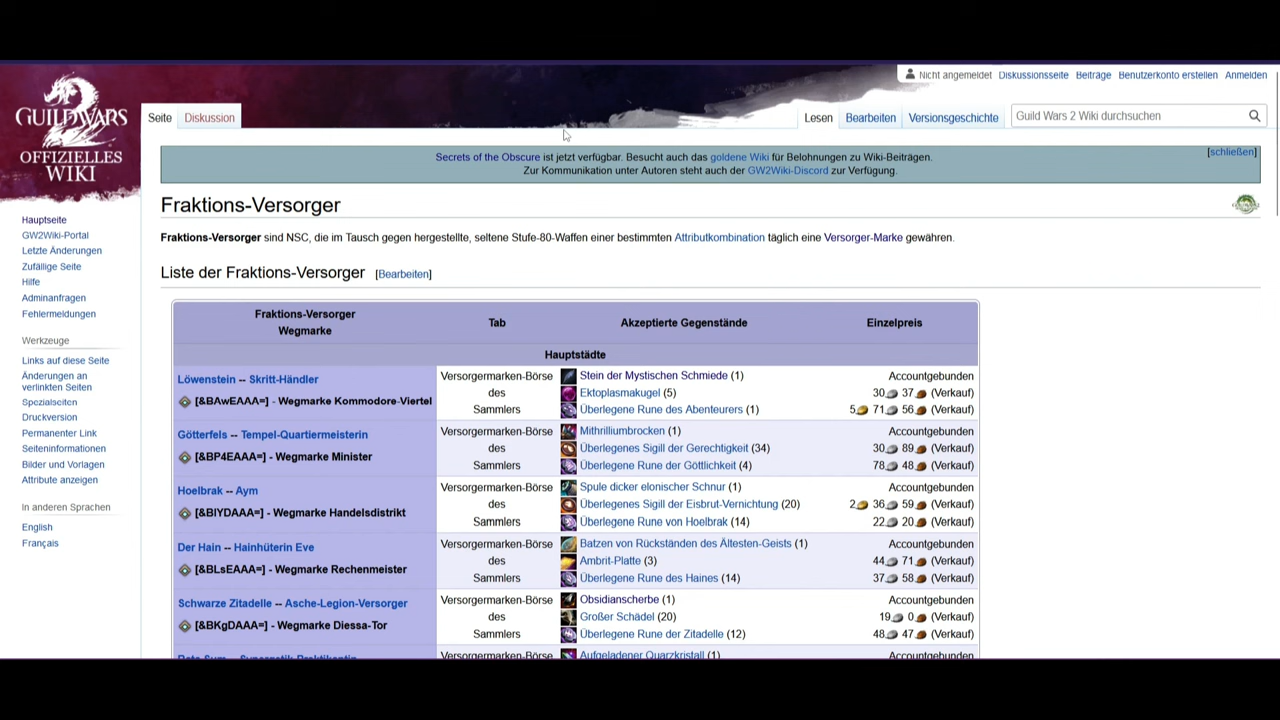 Nicht angemeldet Diskussionsseite Beiträge Benutzerkonto erstellen Anmelden
GUILDWARS 2
OFFIZIELLES
WIKI
Seite Diskussion Lesen Bearbeiten Versionsgeschichte Guild Wars 2 Wiki durchsuchen
Secrets of the Obscure ist jetzt verfügbar. Besucht auch das goldene Wiki für Belohnungen zu Wiki-Beiträgen.
Zur Kommunikation unter Autoren steht auch der GW2Wiki-Discord zur Verfügung.
[schließen]
Hauptseite
GW2Wiki-Portal
Letzte Änderungen
Zufällige Seite
Hilfe
Adminanfragen
Fehlermeldungen
Werkzeuge
Links auf diese Seite
Änderungen an
verlinkten Seiten
Spezialseiten
Druckversion
Permanenter Link
Seiteninformationen
Bilder und Vorlagen
Attribute anzeigen
In anderen Sprachen
English
Français
Fraktions-Versorger
Fraktions-Versorger sind NSC, die im Tausch gegen hergestellte, seltene Stufe-80-Waffen einer bestimmten Attributkombination täglich eine Versorger-Marke gewähren.
Liste der Fraktions-Versorger [Bearbeiten]
Fraktions-Versorger
Wegmarke
Tab Akzeptierte Gegenstände Einzelpreis
Hauptstädte
Löwenstein -- Skritt-Händler
[&BAwEAAA=] - Wegmarke Kommodore-Viertel
Versorgermarken-Börse
des
Sammlers
Stein der Mystischen Schmiede (1)
Ektoplasmakugel (5)
Überlegene Rune des Abenteurers (1)
Accountgebunden
30 37 (Verkauf)
5 71 56 (Verkauf)
Götterfels -- Tempel-Quartiermeisterin
[&BP4EAAA=] - Wegmarke Minister
Versorgermarken-Börse
des
Sammlers
Mithrilliumbrocken (1)
Überlegenes Sigill der Gerechtigkeit (34)
Überlegene Rune der Göttlichkeit (4)
Accountgebunden
30 89 (Verkauf)
78 48 (Verkauf)
Hoelbrak -- Aym
[&BIYDAAA=] - Wegmarke Handelsdistrikt
Versorgermarken-Börse
des
Sammlers
Spule dicker elonischer Schnur (1)
Überlegenes Sigill der Eisbrut-Vernichtung (20)
Überlegene Rune von Hoelbrak (14)
Accountgebunden
2 36 59 (Verkauf)
22 20 (Verkauf)
Der Hain -- Hainhüterin Eve
[&BLsEAAA=] - Wegmarke Rechenmeister
Versorgermarken-Börse
des
Sammlers
Batzen von Rückständen des Ältesten-Geists (1)
Ambrit-Platte (3)
Überlegene Rune des Haines (14)
Accountgebunden
44 71 (Verkauf)
37 58 (Verkauf)
Schwarze Zitadelle -- Asche-Legion-Versorger
[&BKgDAAA=] - Wegmarke Diessa-Tor
Versorgermarken-Börse
des
Sammlers
Obsidianscherbe (1)
Großer Schädel (20)
Überlegene Rune der Zitadelle (12)
Accountgebunden
19 0 (Verkauf)
48 47 (Verkauf)
Rata Sum -- Synergetik-Praktikantin
Versorgermarken-Börse
Aufgeladener Quarzkristall (1)
Accountgebunden